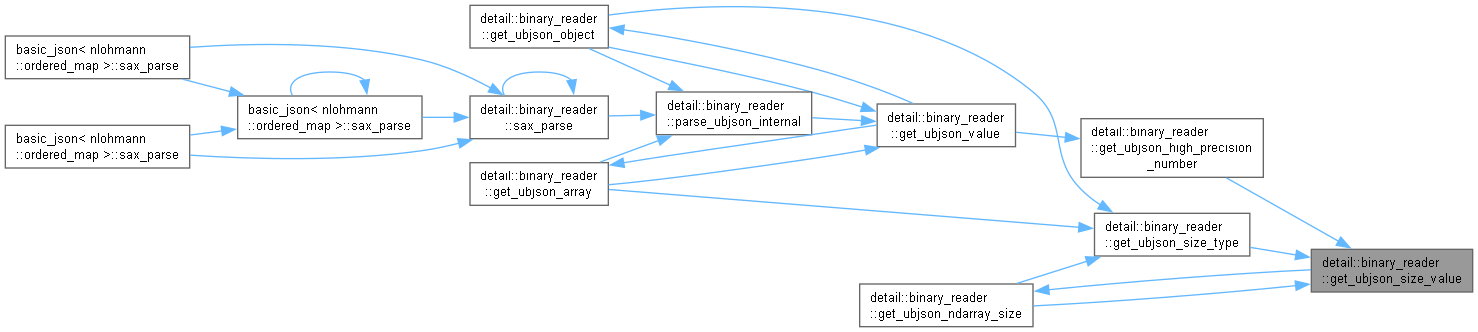 basic_json< nlohmann
::ordered_map >::sax_parse
basic_json< nlohmann
::ordered_map >::sax_parse
basic_json< nlohmann
::ordered_map >::sax_parse
detail::binary_reader
::get_ubjson_object
detail::binary_reader
::sax_parse
detail::binary_reader
::get_ubjson_array
detail::binary_reader
::parse_ubjson_internal
detail::binary_reader
::get_ubjson_value
detail::binary_reader
::get_ubjson_high_precision
_number
detail::binary_reader
::get_ubjson_size_type
detail::binary_reader
::get_ubjson_ndarray_size
detail::binary_reader
::get_ubjson_size_value